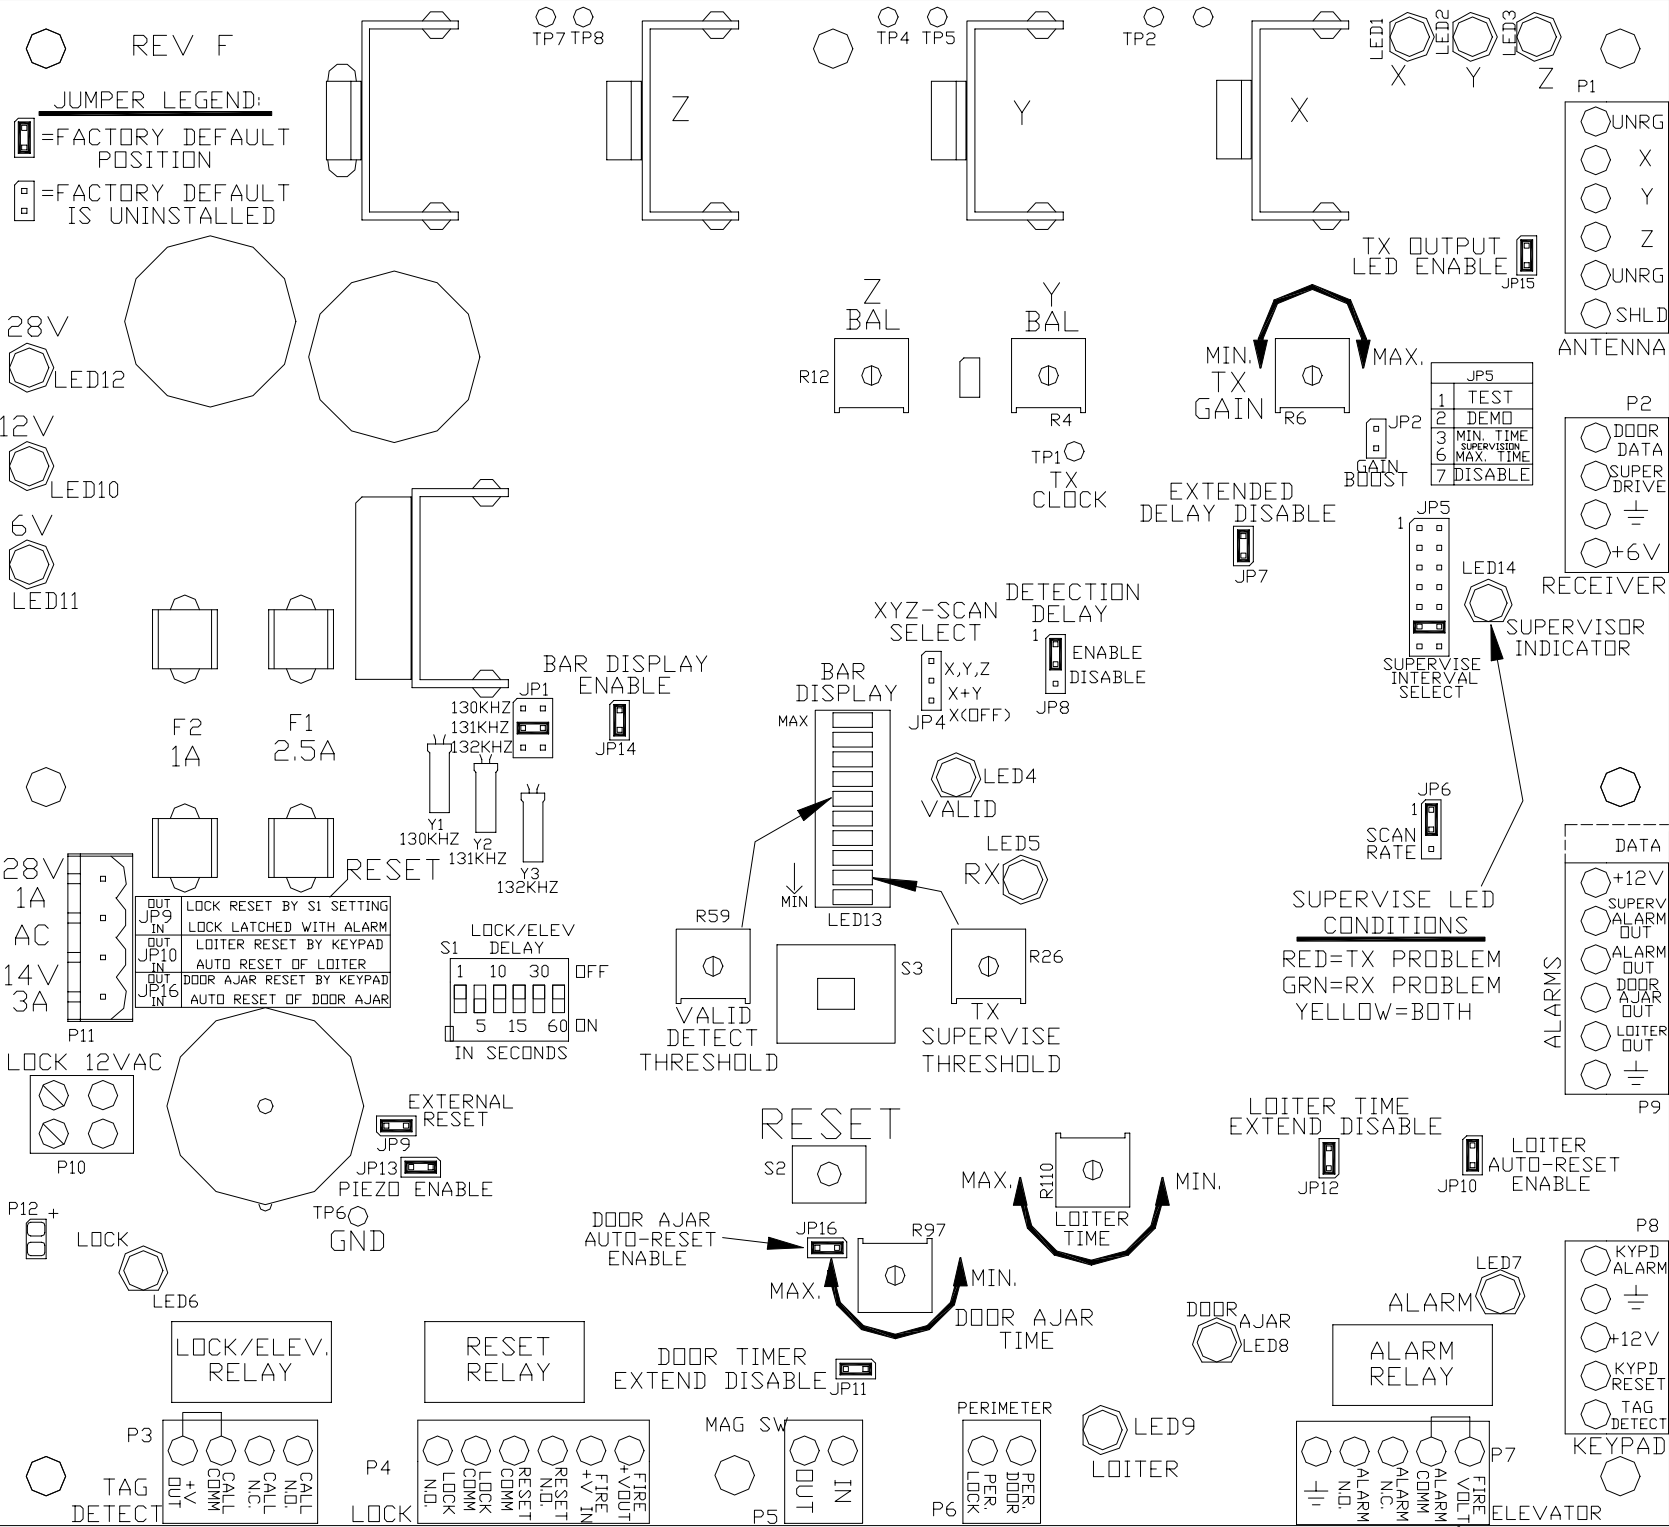 REV F
JUMPER LEGEND:
=FACTORY DEFAULT
POSITION
=FACTORY DEFAULT
IS UNINSTALLED
TP7 TP8
TP4 TP5
TP2
LED1
LED2
LED3
X
Y
Z
Z
Y
X
P1
UNRG
X
Y
Z
UNRG
SHLD
ANTENNA
TX OUTPUT
LED ENABLE
JP15
28V
LED12
12V
LED10
6V
LED11
Z
BAL
R12
Y
BAL
R4
TP1
TX
CLOCK
MIN.
MAX.
TX
GAIN
R6
JP2
GAIN
BOOST
JP5
1 TEST
2 DEMO
3 MIN. TIME
SUPERVISION
6 MAX. TIME
7 DISABLE
P2
DOOR
DATA
SUPER
DRIVE
+6V
RECEIVER
EXTENDED
DELAY DISABLE
JP7
JP5
1
SUPERVISE
INTERVAL
SELECT
LED14
SUPERVISOR
INDICATOR
DETECTION
DELAY
1
ENABLE
DISABLE
JP8
XYZ-SCAN
SELECT
X,Y,Z
X+Y
X(OFF)
JP4
BAR
DISPLAY
MAX
MIN
LED13
BAR DISPLAY
ENABLE
JP14
JP1
130KHZ
131KHZ
132KHZ
Y1
130KHZ
Y2
131KHZ
Y3
132KHZ
F2
1A
F1
2.5A
LED4
VALID
LED5
RX
JP6
1
SCAN
RATE
SUPERVISE LED
CONDITIONS
RED=TX PROBLEM
GRN=RX PROBLEM
YELLOW=BOTH
DATA
+12V
SUPERV
ALARM
OUT
ALARM
OUT
DOOR
AJAR
OUT
LOITER
OUT
ALARMS
P9
28V
1A
AC
14V
3A
P11
RESET
OUT
JP9
IN
LOCK RESET BY S1 SETTING
LOCK LATCHED WITH ALARM
OUT
JP10
IN
LOITER RESET BY KEYPAD
AUTO RESET OF LOITER
OUT
JP16
IN
DOOR AJAR RESET BY KEYPAD
AUTO RESET OF DOOR AJAR
LOCK/ELEV
DELAY
S1
1 10 30 OFF
5 15 60 ON
IN SECONDS
R59
VALID
DETECT
THRESHOLD
S3
R26
TX
SUPERVISE
THRESHOLD
LOCK 12VAC
P10
EXTERNAL
RESET
JP9
JP13
PIEZO ENABLE
TP6
GND
P12 +
LOCK
LED6
RESET
S2
DOOR AJAR
AUTO-RESET
ENABLE
JP16
R97
MAX.
MIN.
DOOR AJAR
TIME
MAX.
R110
MIN.
LOITER
TIME
LOITER TIME
EXTEND DISABLE
JP12
JP10
LOITER
AUTO-RESET
ENABLE
LED7
ALARM
DOOR
AJAR
LED8
P8
KYPD
ALARM
+12V
KYPD
RESET
TAG
DETECT
KEYPAD
LOCK/ELEV.
RELAY
RESET
RELAY
DOOR TIMER
EXTEND DISABLE
JP11
ALARM
RELAY
P3
TAG
DETECT
+V
OUT
CALL
COMM
CALL
N.C.
CALL
N.O.
P4
LOCK
LOCK
N.O.
LOCK
COMM
RESET
COMM
RESET
N.O.
FIRE
+V IN
FIRE
+VOUT
MAG SW
P5
OUT
IN
PERIMETER
P6
PER.
LOCK
PER.
DOOR
LED9
LOITER
P7
ALARM
N.O.
ALARM
N.C.
ALARM
COMM
FIRE
VOLT
ELEVATOR